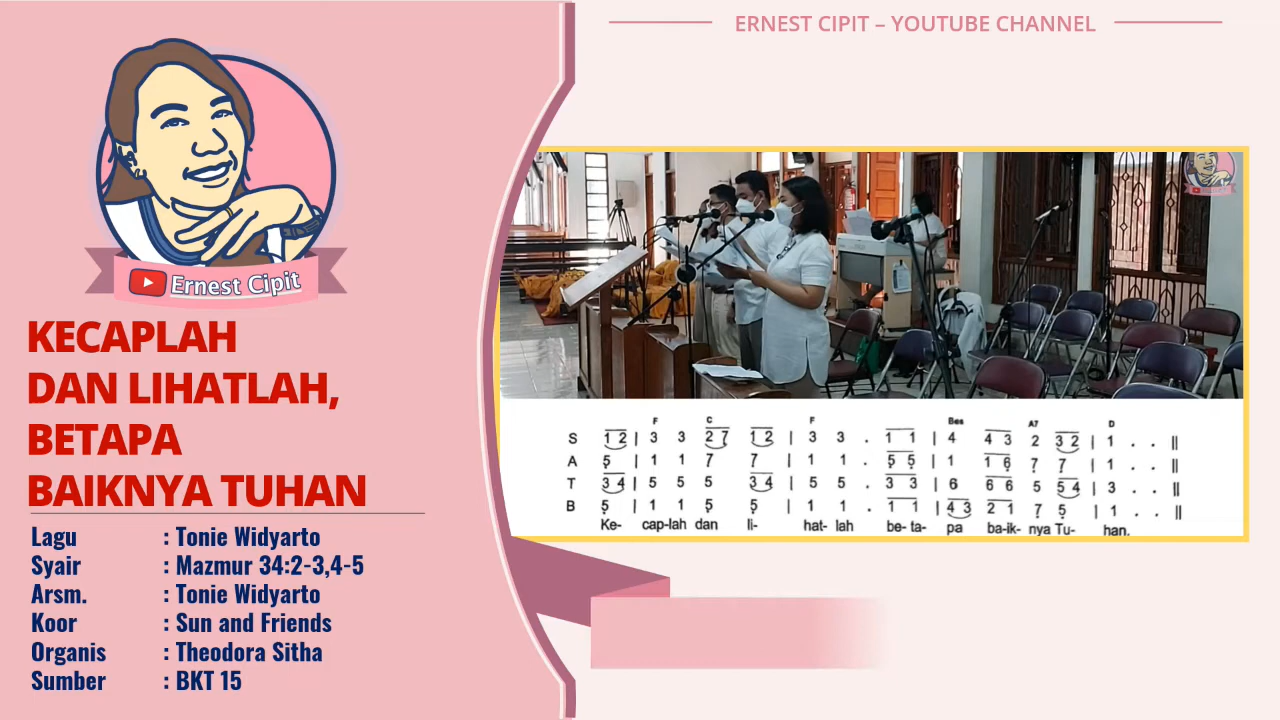 ERNEST CIPIT – YOUTUBE CHANNEL
Ernest Cipit
KECAPLAH
DAN LIHATLAH,
BETAPA
BAIKNYA TUHAN
Lagu : Tonie Widyarto
Syair : Mazmur 34:2-3,4-5
Arsm. : Tonie Widyarto
Koor : Sun and Friends
Organis : Theodora Sitha
Sumber : BKT 15
F C F Bes A7 D
S 1 2 | 3 3 2 7 1 2 | 3 3 . 1 1 | 4 4 3 2 3 2 | 1 . . ||
A 5 | 1 1 7 7 | 1 1 . 5 5 | 1 1 6 7 7 | 1 . . ||
T 3 4 | 5 5 5 3 4 | 5 5 . 3 3 | 6 6 6 5 5 4 | 3 . . ||
B 5 | 1 1 5 5 | 1 1 . 1 1 | 4 3 2 1 7 5 | 1 . . ||
Ke- cap-lah dan li- hat- lah be- ta- pa ba-ik- nya Tu- han.